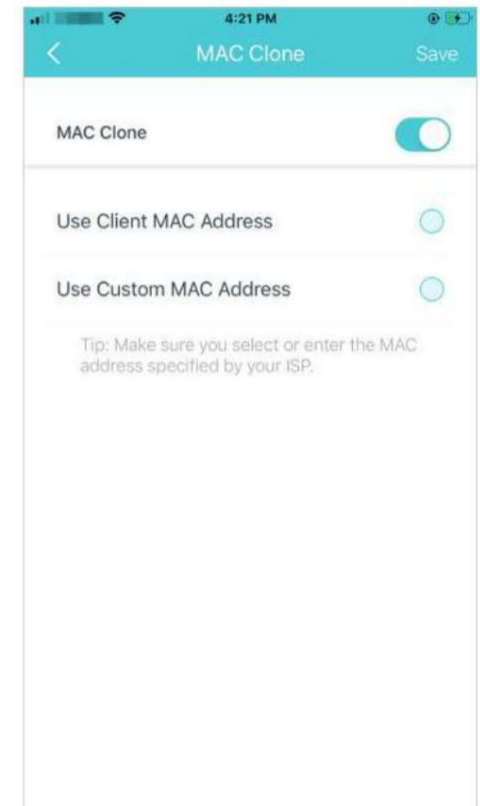 4:21 PM
MAC Clone Save
MAC Clone
Use Client MAC Address
Use Custom MAC Address
Tip: Make sure you select or enter the MAC
address specified by your ISP.